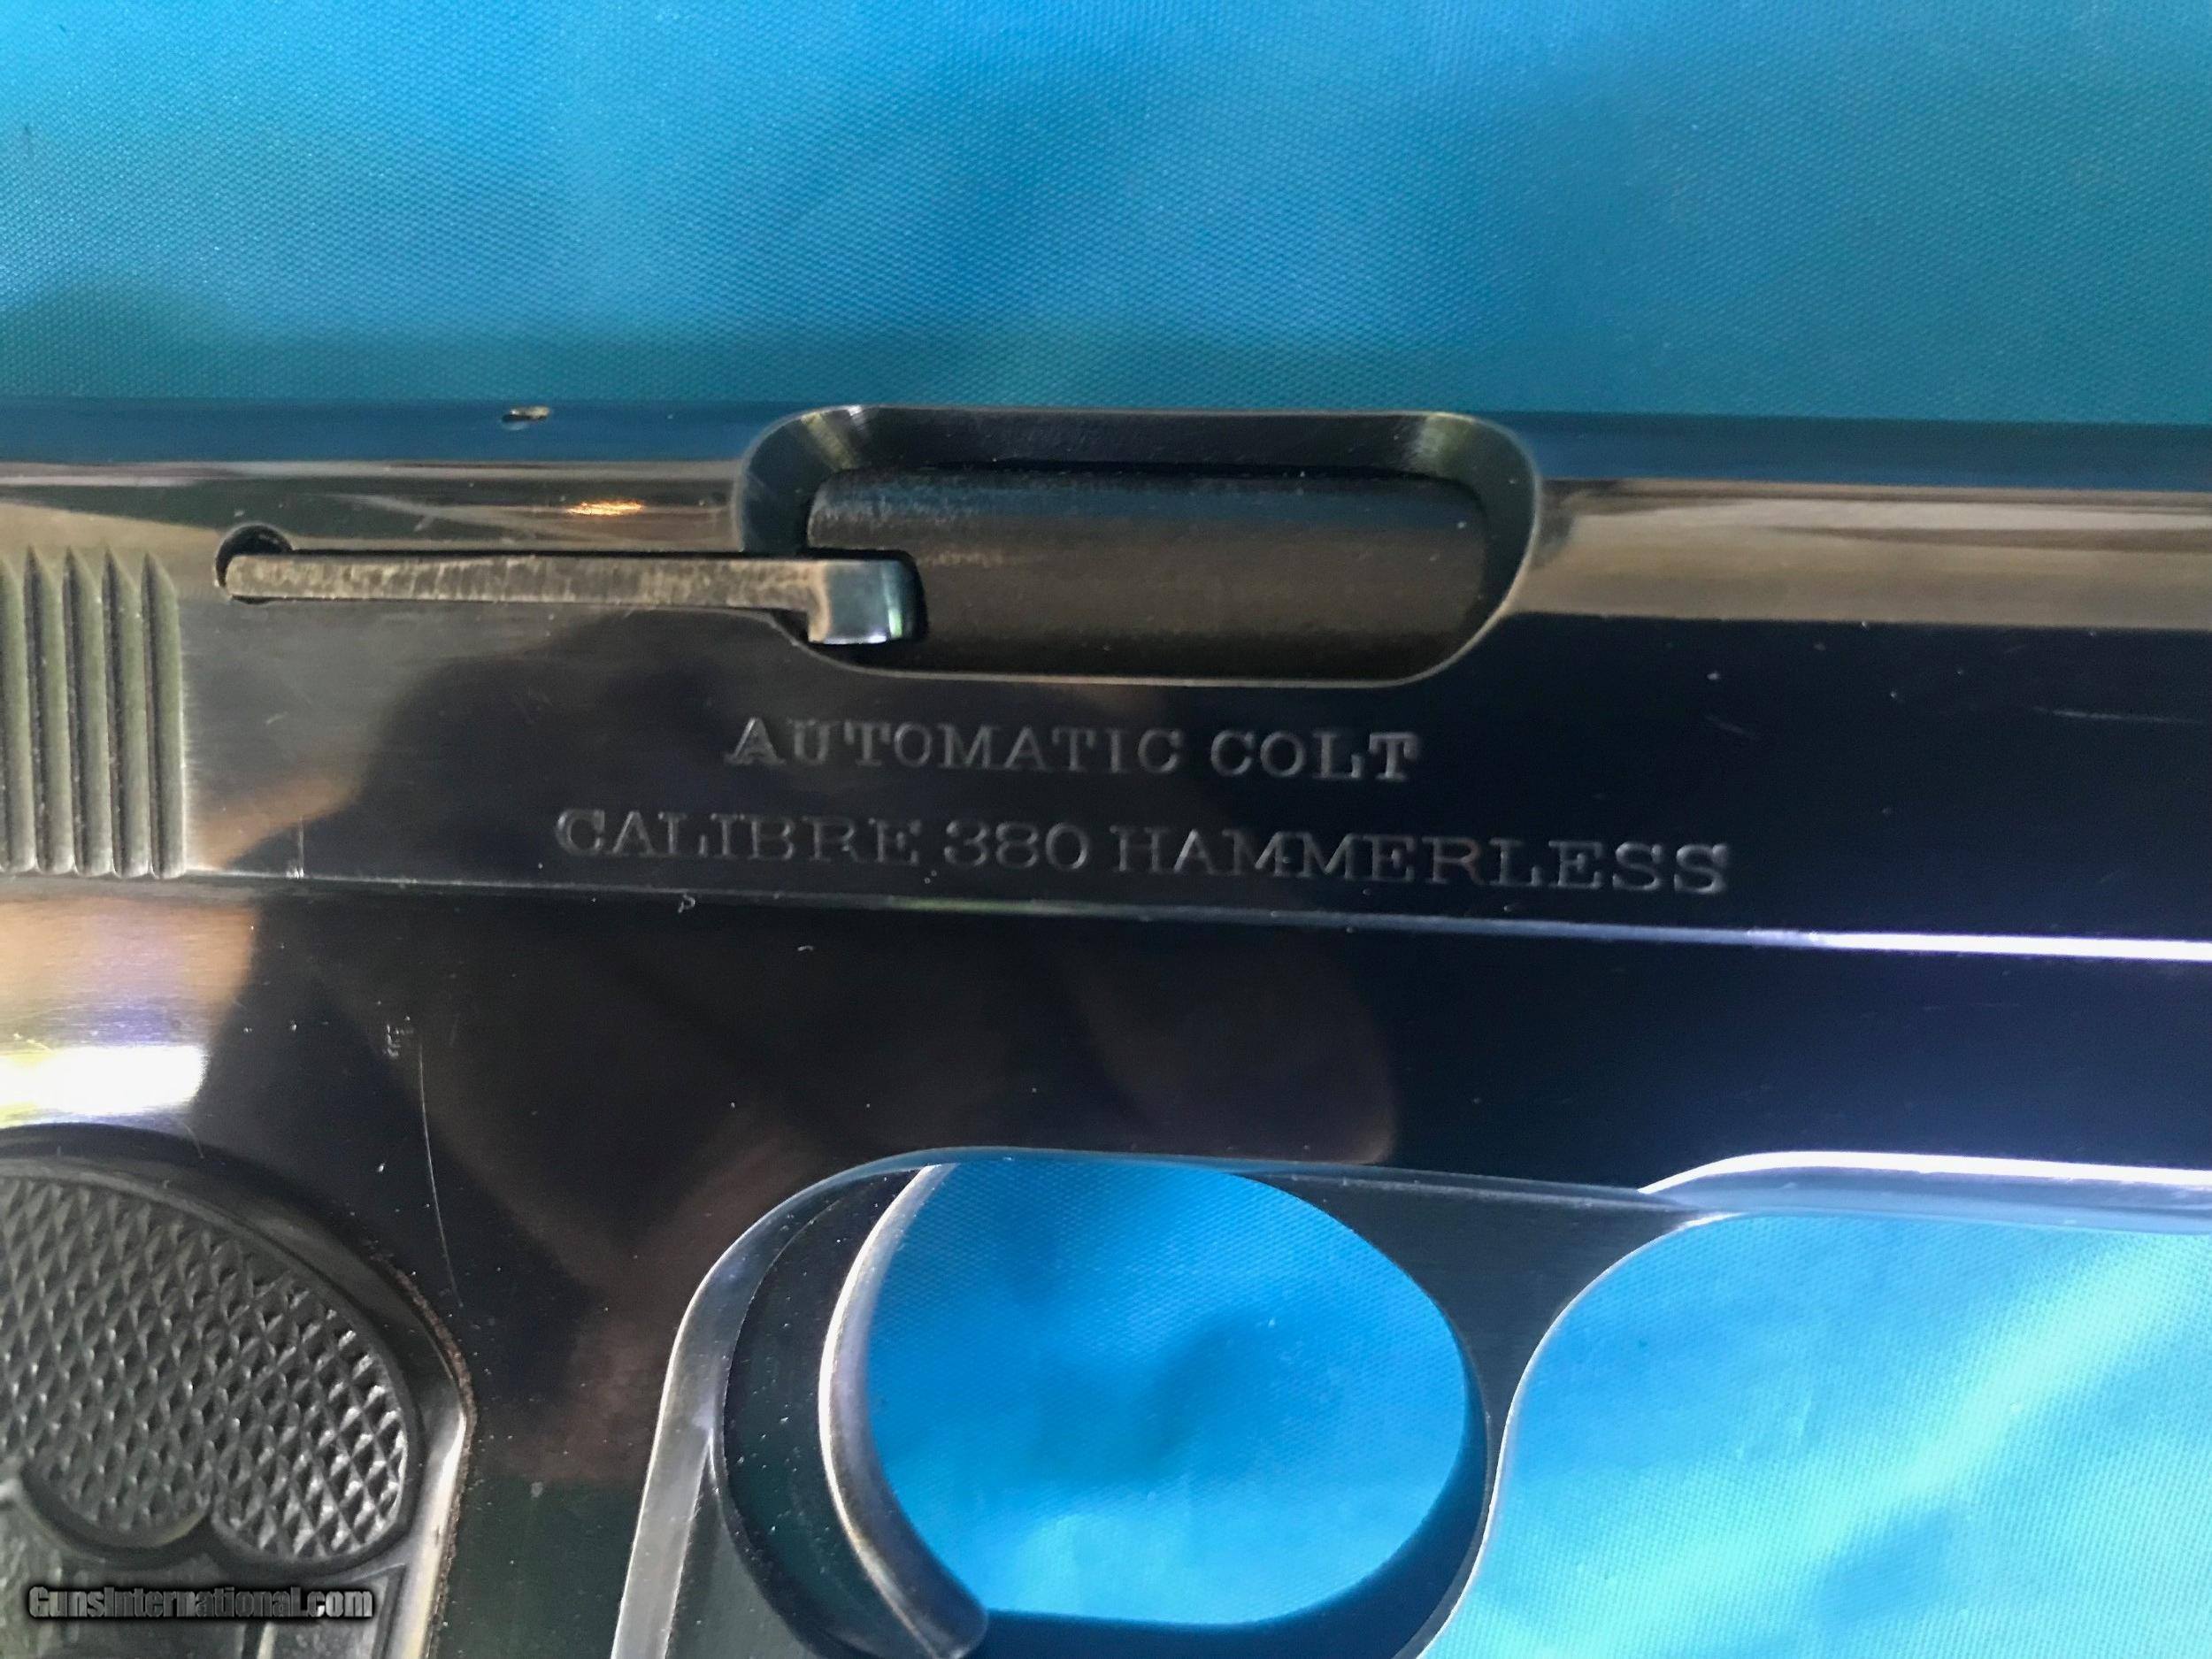 AUTOMATIC COLT
CALIBRE 380 HAMMERLESS
GunsInternational.com